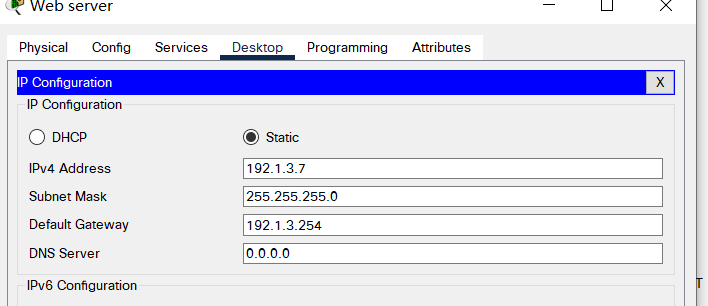 Web server
Physical Config Services Desktop Programming Attributes
IP Configuration X
IP Configuration
DHCP Static
IPv4 Address 192.1.3.7
Subnet Mask 255.255.255.0
Default Gateway 192.1.3.254
DNS Server 0.0.0.0
T
IPv6 Configuration